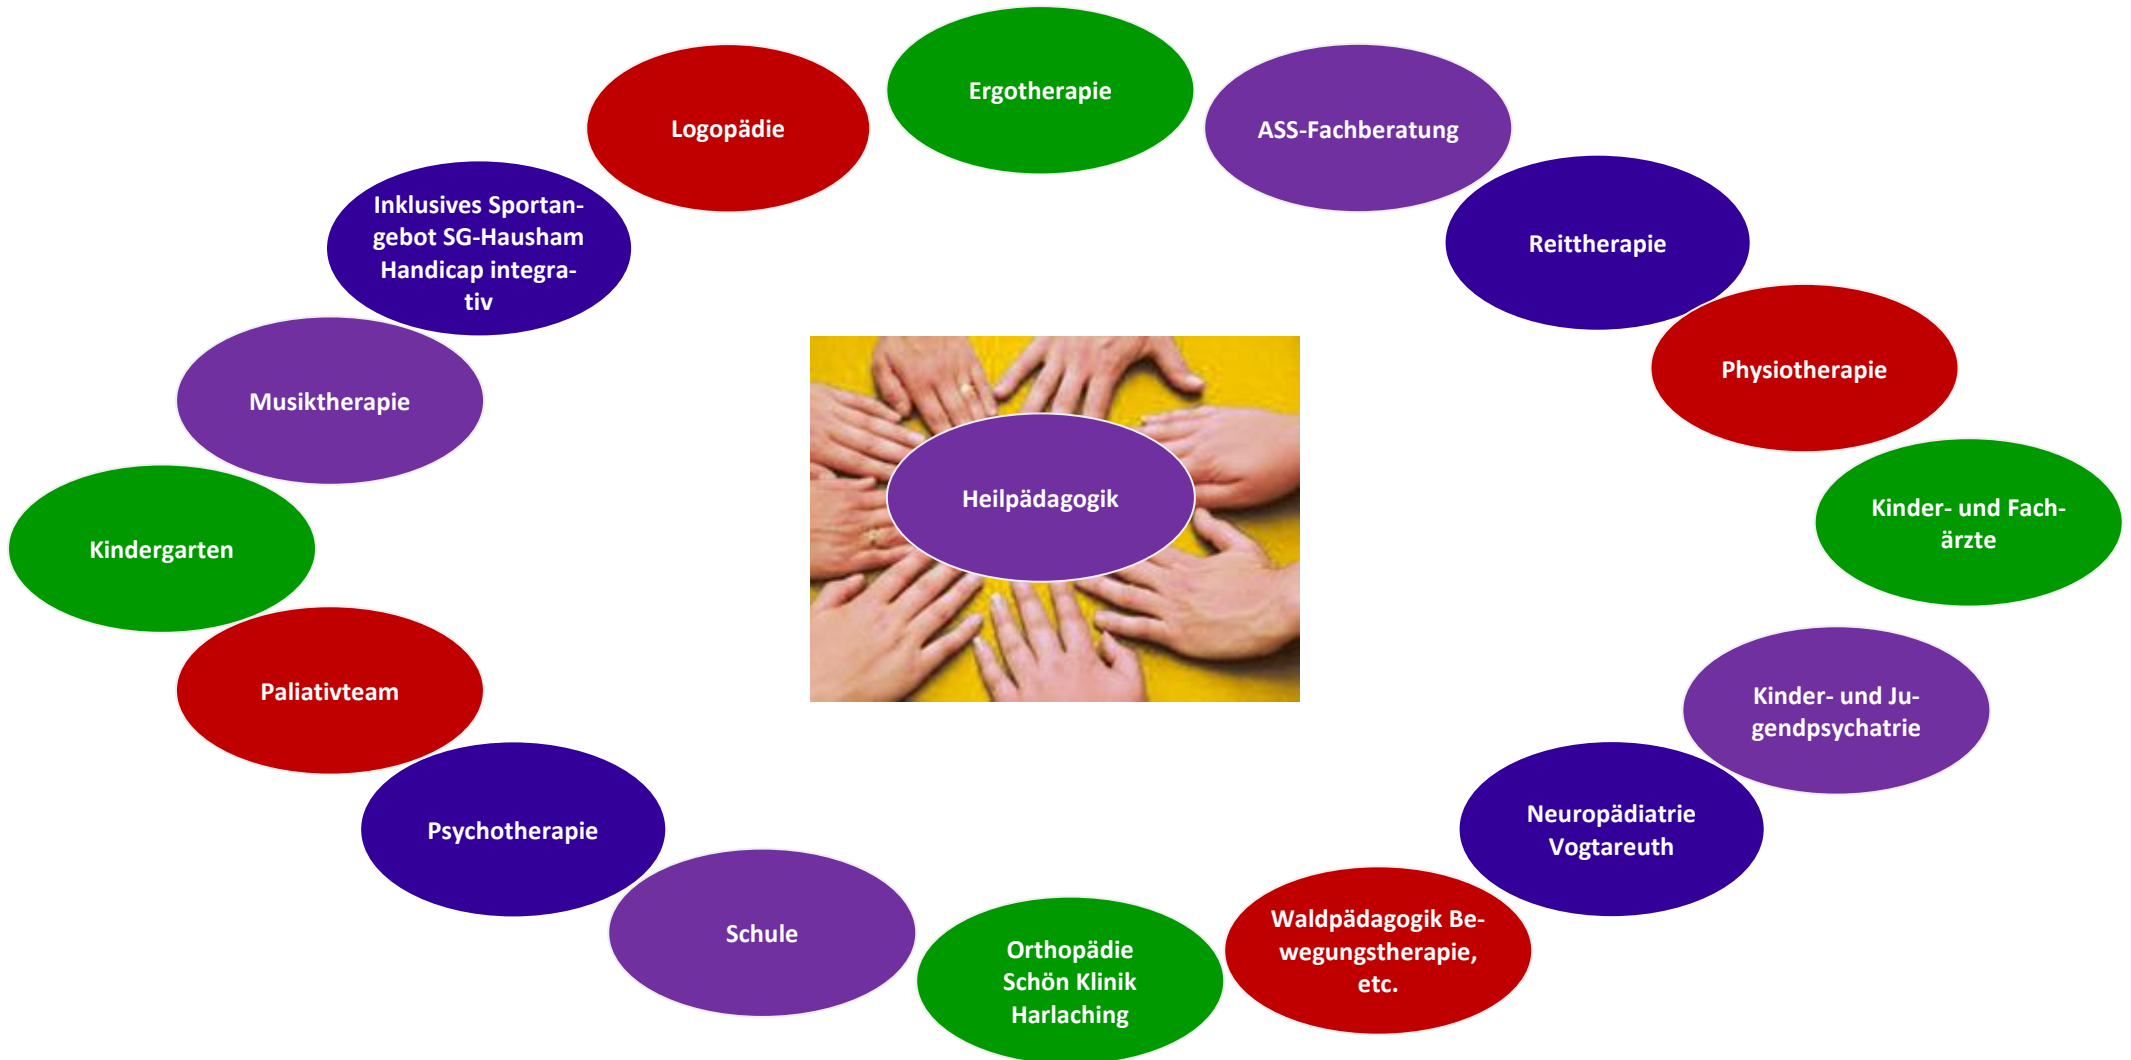 Ergotherapie
Logopädie
ASS-Fachberatung
Inklusives Sportan-
gebot SG-Hausham
Handicap integra-
tiv
Reittherapie
Physiotherapie
Musiktherapie
Heilpädagogik
Kinder- und Fach-
ärzte
Kindergarten
Paliativteam
Kinder- und Ju-
gendpsychatrie
Psychotherapie
Neuropädiatrie
Vogtareuth
Schule
Waldpädagogik Be-
wegungstherapie,
etc.
Orthopädie
Schön Klinik
Harlaching